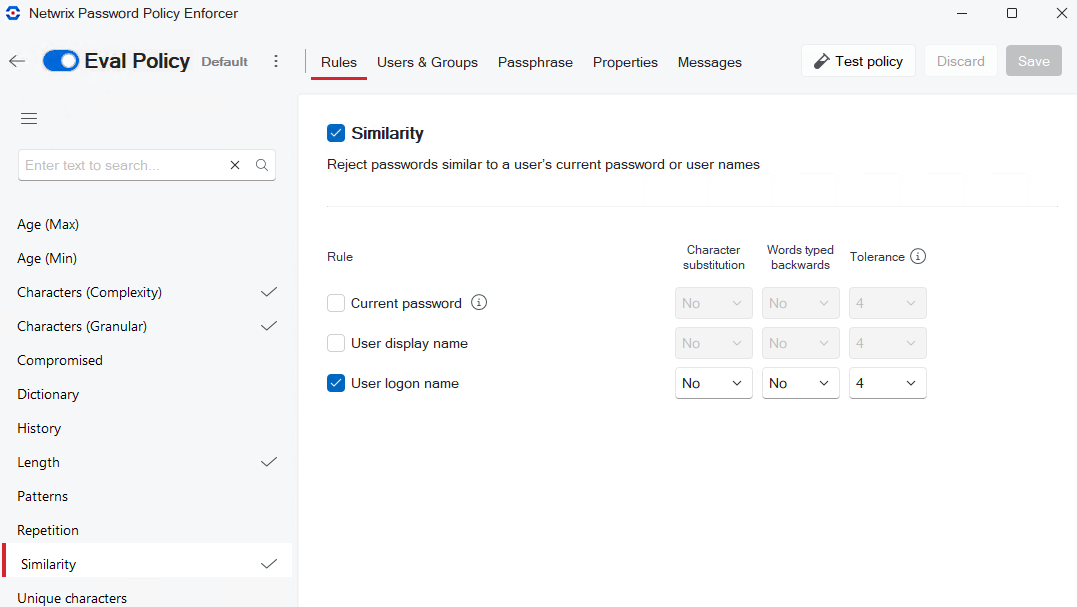 Netwrix Password Policy Enforcer
Eval Policy Default
Rules Users & Groups Passphrase Properties Messages
Test policy Discard Save
Enter text to search...
Age (Max)
Age (Min)
Characters (Complexity)
Characters (Granular)
Compromised
Dictionary
History
Length
Patterns
Repetition
Similarity
Unique characters
Similarity
Reject passwords similar to a user's current password or user names
Rule
Character
substitution
Words typed
backwards
Tolerance
Current password No No 4
User display name No No 4
User logon name No No 4